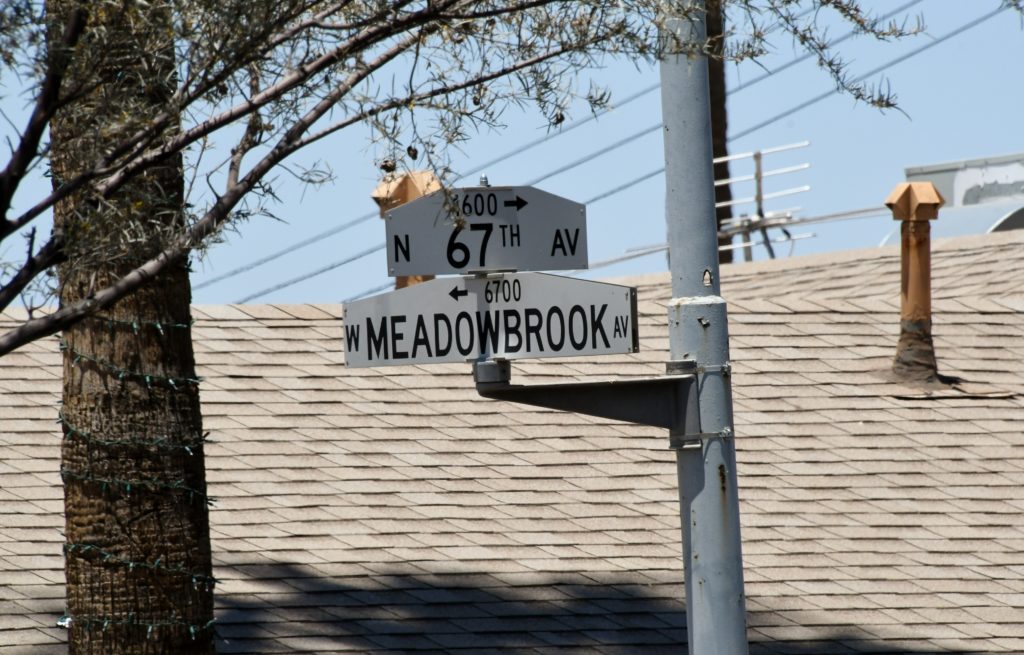 4600 →
N 67TH AV
← 6700
W MEADOWBROOK AV